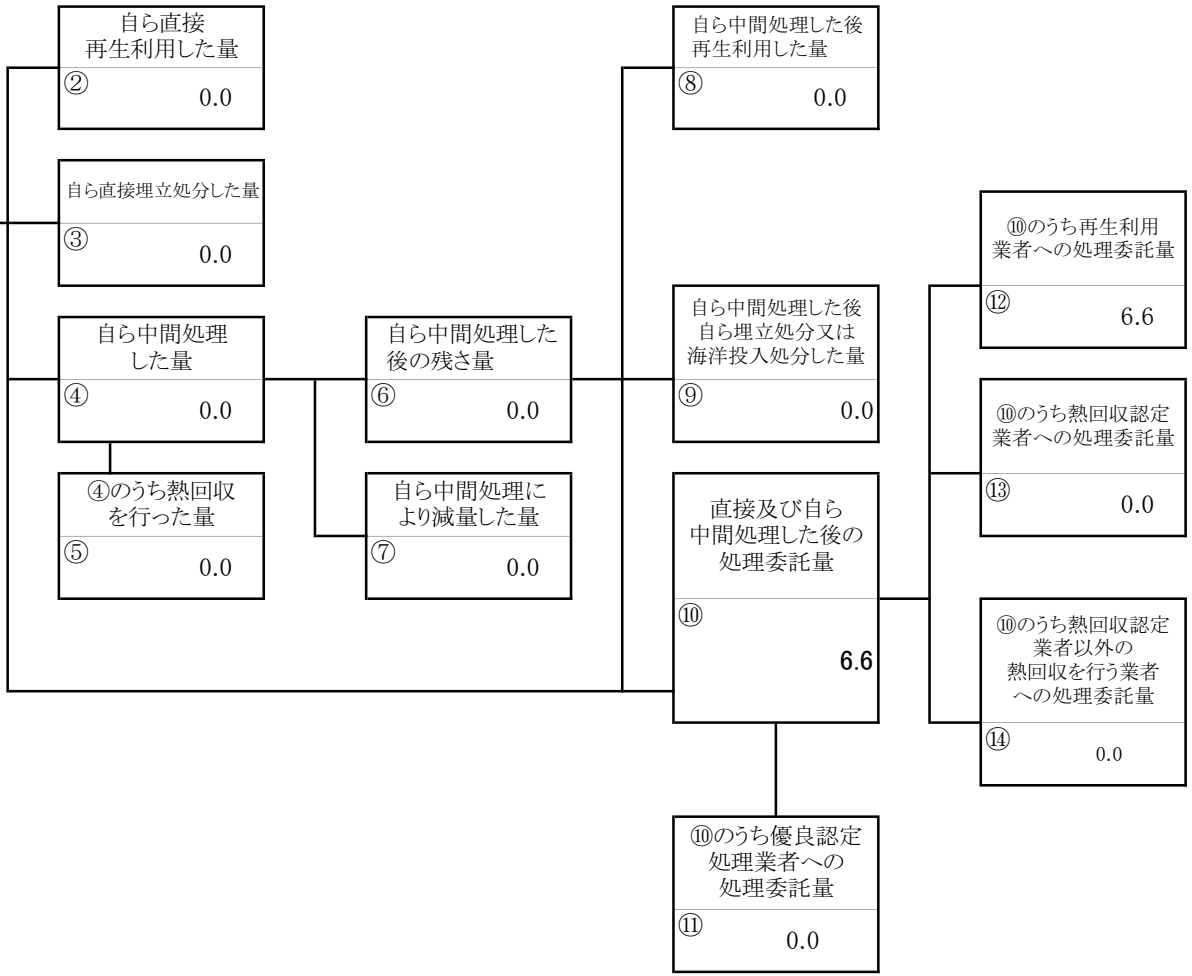 自ら直接
再生利用した量
②
0.0
自ら直接埋立処分した量
③
0.0
自ら中間処理
した量
④
0.0
④のうち熱回収
を行った量
⑤
0.0
自ら中間処理した
後の残さ量
⑥
0.0
自ら中間処理に
より減量した量
⑦
0.0
自ら中間処理した後
再生利用した量
⑧
0.0
自ら中間処理した後
自ら埋立処分又は
海洋投入処分した量
⑨
0.0
直接及び自ら
中間処理した後の
処理委託量
⑩
6.6
⑩のうち優良認定
処理業者への
処理委託量
⑪
0.0
⑩のうち再生利用
業者への処理委託量
⑫
6.6
⑩のうち熱回収認定
業者への処理委託量
⑬
0.0
⑩のうち熱回収認定
業者以外の
熱回収を行う業者
への処理委託量
⑭
0.0